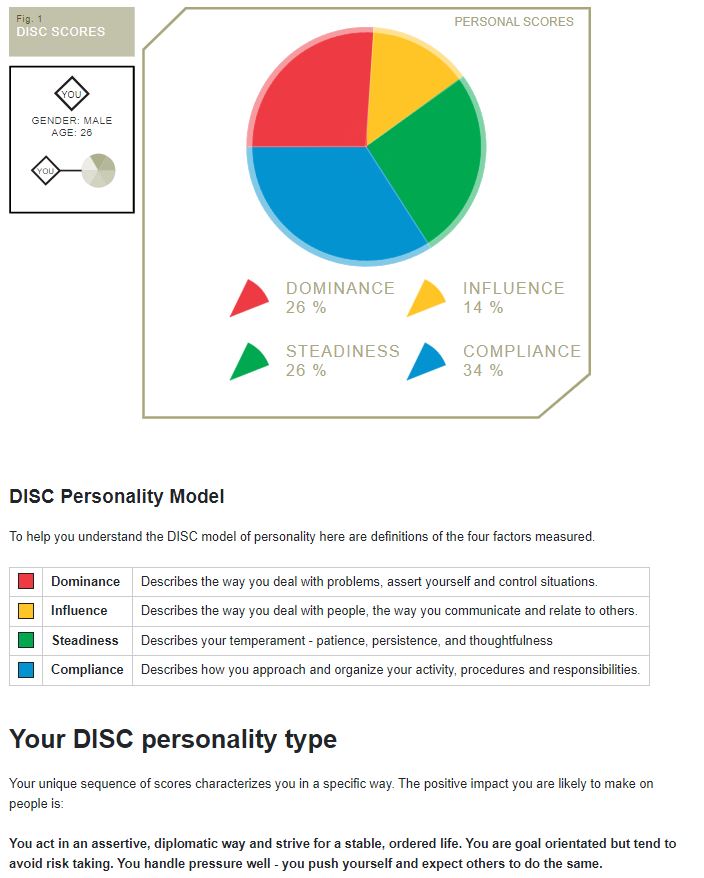 Fig. 1
DISC SCORES
PERSONAL SCORES
YOU
GENDER: MALE
AGE: 26
YOU
DOMINANCE
26 %
INFLUENCE
14 %
STEADINESS
26 %
COMPLIANCE
34 %
DISC Personality Model
To help you understand the DISC model of personality here are definitions of the four factors measured.
Dominance Describes the way you deal with problems, assert yourself and control situations.
Influence Describes the way you deal with people, the way you communicate and relate to others.
Steadiness Describes your temperament - patience, persistence, and thoughtfulness
Compliance Describes how you approach and organize your activity, procedures and responsibilities.
Your DISC personality type
Your unique sequence of scores characterizes you in a specific way. The positive impact you are likely to make on
people is:
You act in an assertive, diplomatic way and strive for a stable, ordered life. You are goal orientated but tend to
avoid risk taking. You handle pressure well - you push yourself and expect others to do the same.